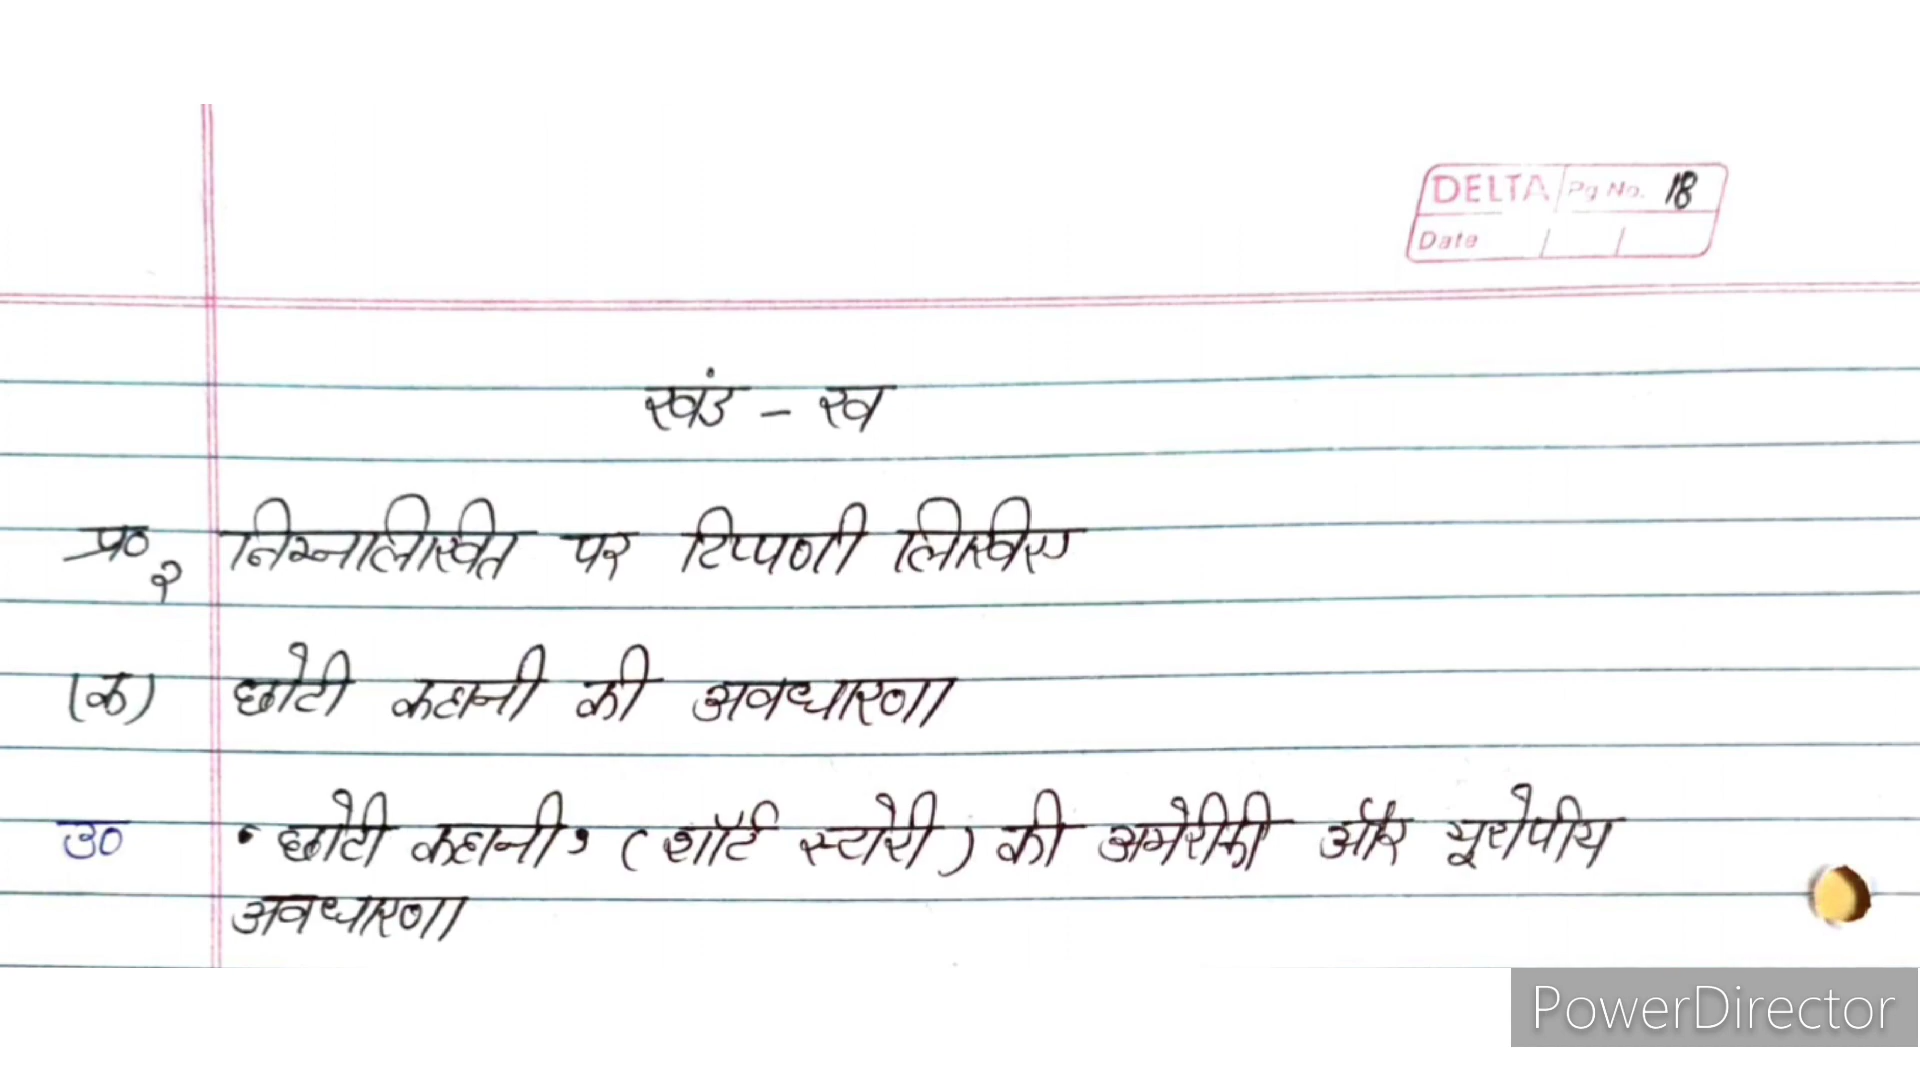 DELTA Pg No. 18
Date / /
खंड - ख
प्र० २ निम्नलिखित पर टिप्पणी लिखिए
(क) छोटी कहानी की अवधारणा
उ० 'छोटी कहानी' (शॉर्ट स्टोरी) की अमेरीकी और यूरोपीय
अवधारणा
PowerDirector